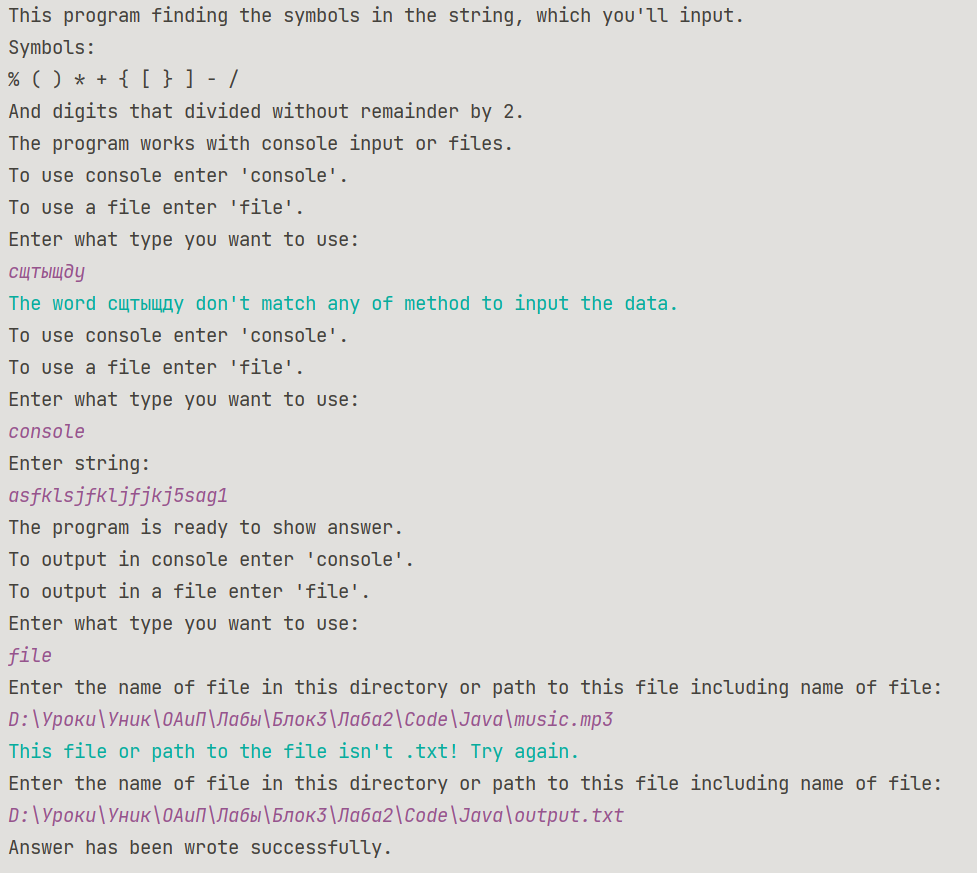 This program finding the symbols in the string, which you'll input.
Symbols:
% ( ) * + { [ } ] - /
And digits that divided without remainder by 2.
The program works with console input or files.
To use console enter 'console'.
To use a file enter 'file'.
Enter what type you want to use:
сщтыщду
The word сщтыщду don't match any of method to input the data.
To use console enter 'console'.
To use a file enter 'file'.
Enter what type you want to use:
console
Enter string:
asfklsjfkljfjkj5sag1
The program is ready to show answer.
To output in console enter 'console'.
To output in a file enter 'file'.
Enter what type you want to use:
file
Enter the name of file in this directory or path to this file including name of file:
D:\Уроки\Уник\ОАиП\Лабы\Блок3\Лаба2\Code\Java\music.mp3
This file or path to the file isn't .txt! Try again.
Enter the name of file in this directory or path to this file including name of file:
D:\Уроки\Уник\ОАиП\Лабы\Блок3\Лаба2\Code\Java\output.txt
Answer has been wrote successfully.